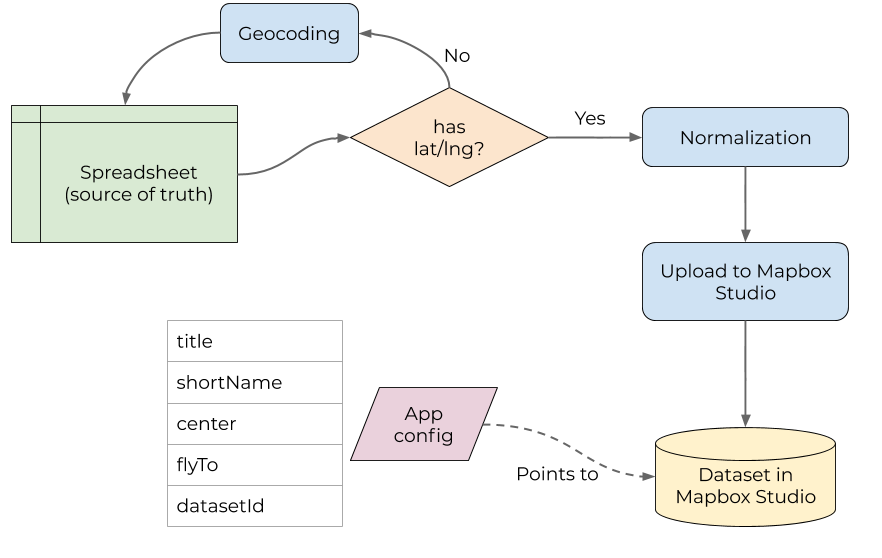 Geocoding
No
has
lat/lng?
Yes
Normalization
Spreadsheet
(source of truth)
Upload to Mapbox
Studio
title
shortName
center
flyTo
datasetId
App
config
Points to
Dataset in
Mapbox Studio